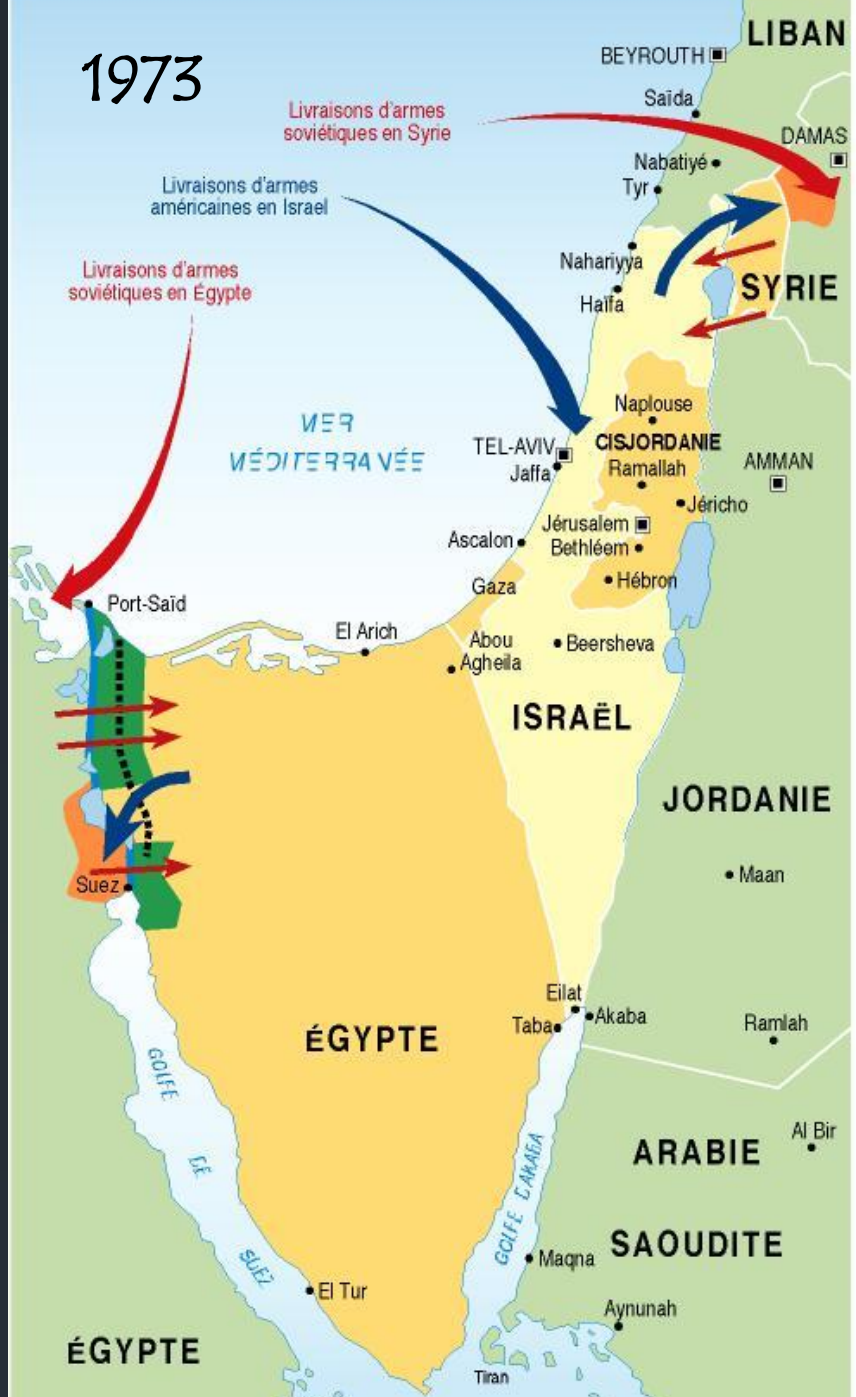 1973
LIBAN
BEYROUTH
Saïda
Livraisons d'armes
soviétiques en Syrie
DAMAS
Nabatiyé
Livraisons d'armes
américaines en Israel
Tyr
Nahariyya
Livraisons d'armes
soviétiques en Égypte
Haïfa
SYRIE
Naplouse
MER
MÉDITERRANÉE
CISJORDANIE
TEL-AVIV
Jaffa
Ramallah
AMMAN
Jéricho
Jérusalem
Ascalon
Bethléem
Gaza
Hébron
Port-Saïd
El Arich
Abou
Agheila
Beersheva
ISRAËL
JORDANIE
Maan
Suez
Eilat
Taba
Akaba
Ramlah
ÉGYPTE
GOLFE
DE
SUEZ
GOLFE D'AKABA
Al Bir
ARABIE
SAOUDITE
Maqna
El Tur
Aynunah
ÉGYPTE
Tiran